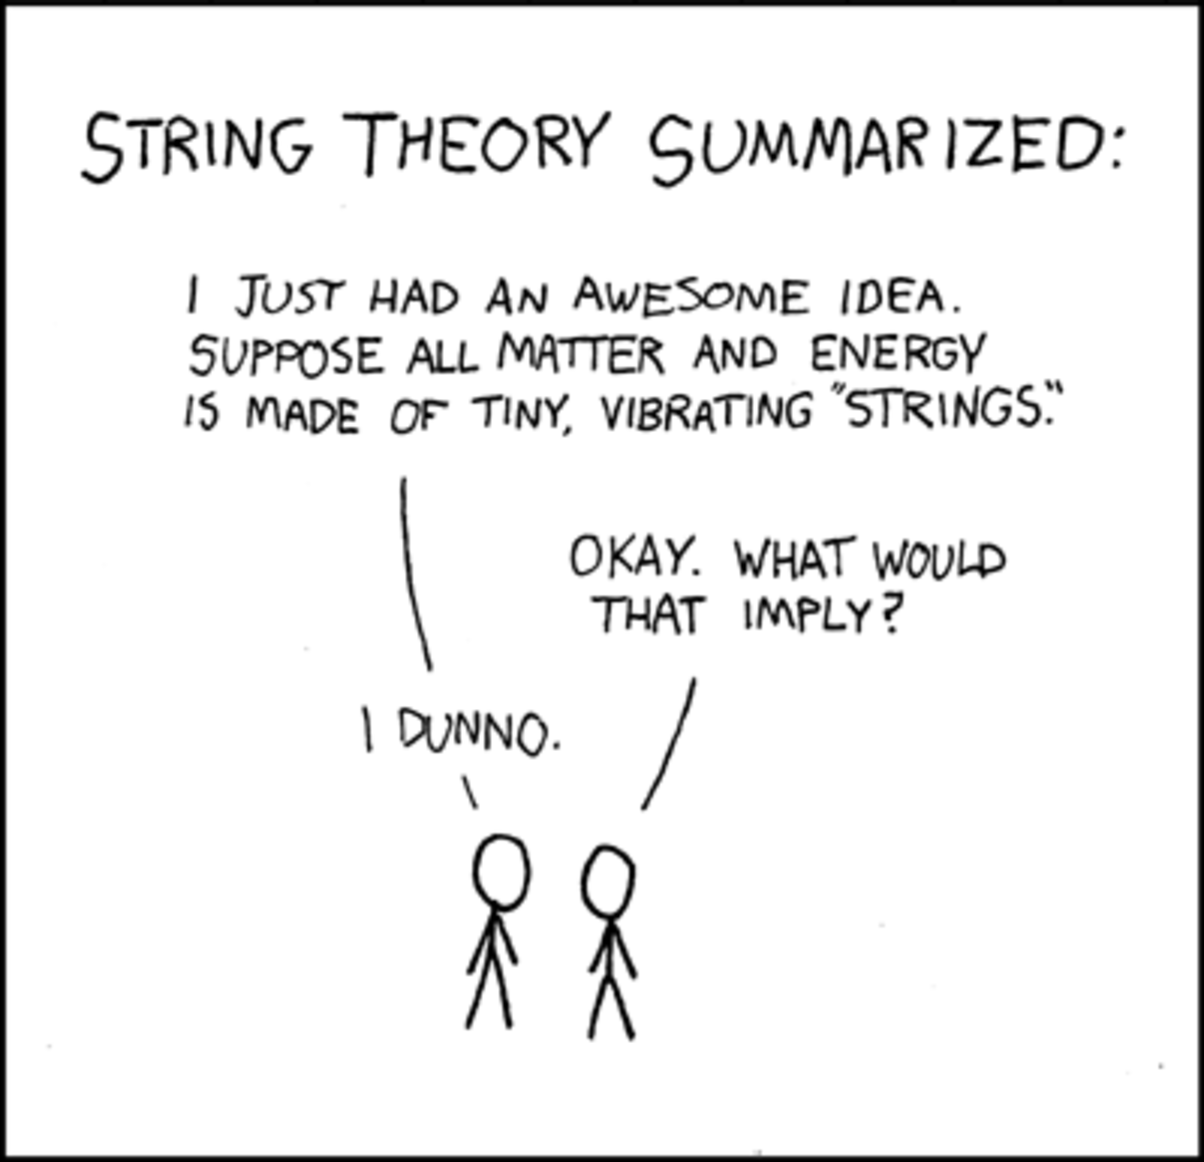 STRING THEORY SUMMARIZED:
I JUST HAD AN AWESOME IDEA.
SUPPOSE ALL MATTER AND ENERGY
IS MADE OF TINY, VIBRATING "STRINGS."
OKAY. WHAT WOULD
THAT IMPLY?
I DUNNO.